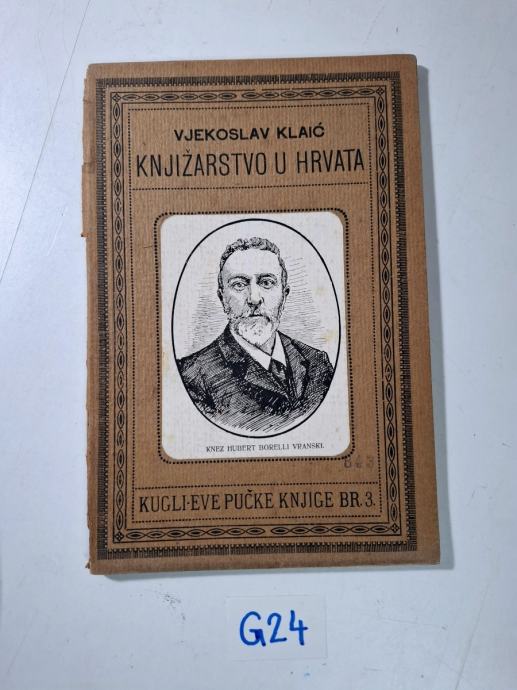 VJEKOSLAV KLAIĆ
KNJIŽARSTVO U HRVATA
KNEZ HUBERT BORELLI VRANSKI.
KUGLI-EVE PUČKE KNJIGE BR. 3.
G24